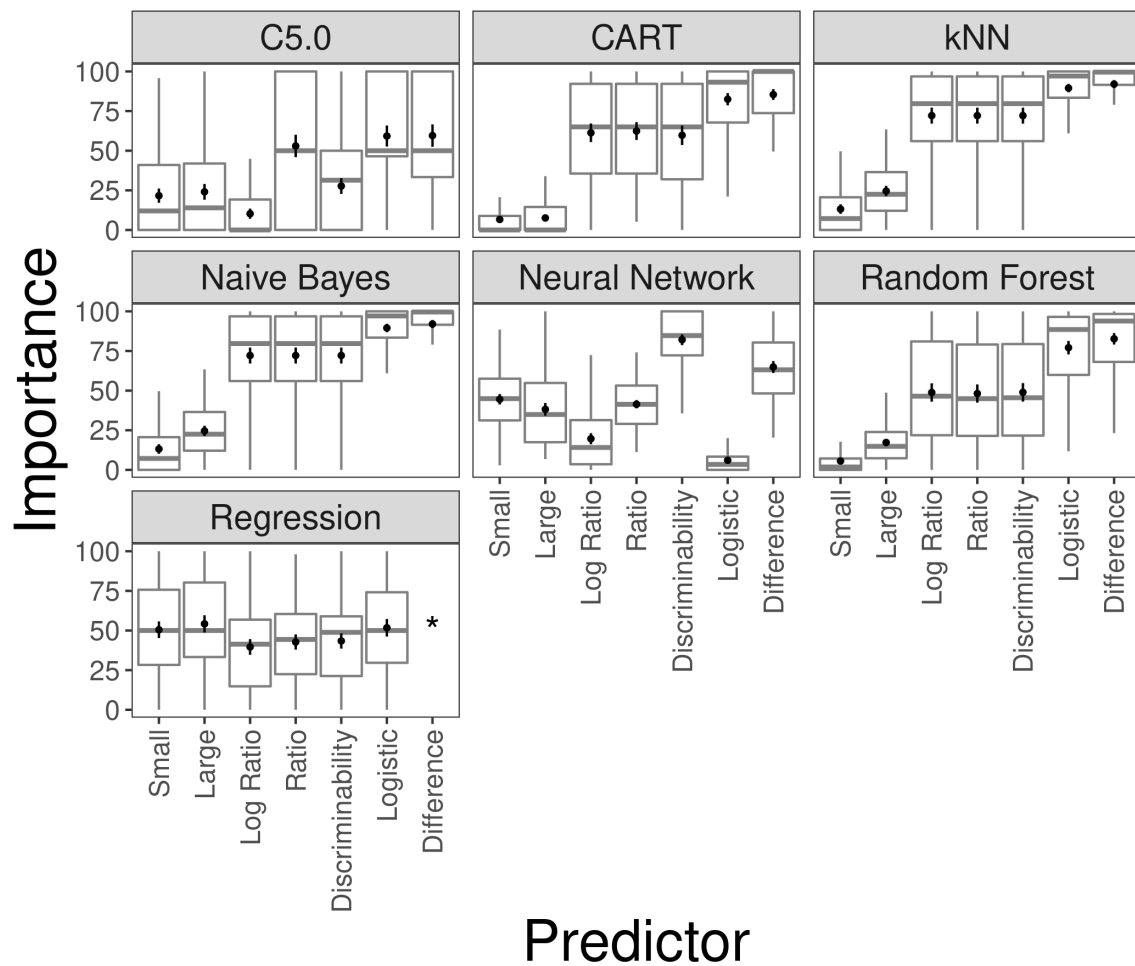 C5.0 CART kNN
100
75
50
25
0
Naive Bayes Neural Network Random Forest
100
75
50
25
0
Small Large Log Ratio Ratio Discriminability Logistic Difference
Small Large Log Ratio Ratio Discriminability Logistic Difference
Regression
100
75
50
25
0
*
Small Large Log Ratio Ratio Discriminability Logistic Difference
Importance
Predictor